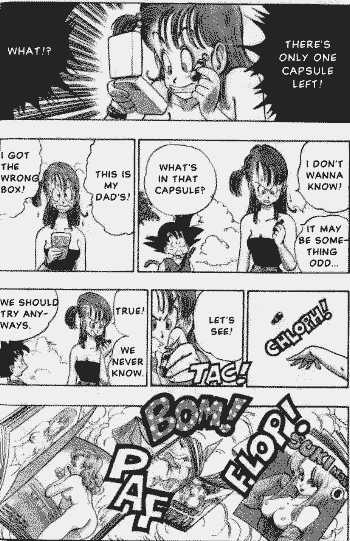 WHAT!?
THERE'S
ONLY ONE
CAPSULE
LEFT!
I GOT
THE
WRONG
BOX!
THIS IS
MY
DAD'S!
WHAT'S
IN THAT
CAPSULE?
I DON'T
WANNA
KNOW!
IT MAY
BE SOME-
THING
ODD...
WE SHOULD
TRY ANY-
WAYS.
TRUE!
WE
NEVER
KNOW.
LET'S
SEE!
TAC!
CHLOPH!
BOM!
PAF
FLOP!